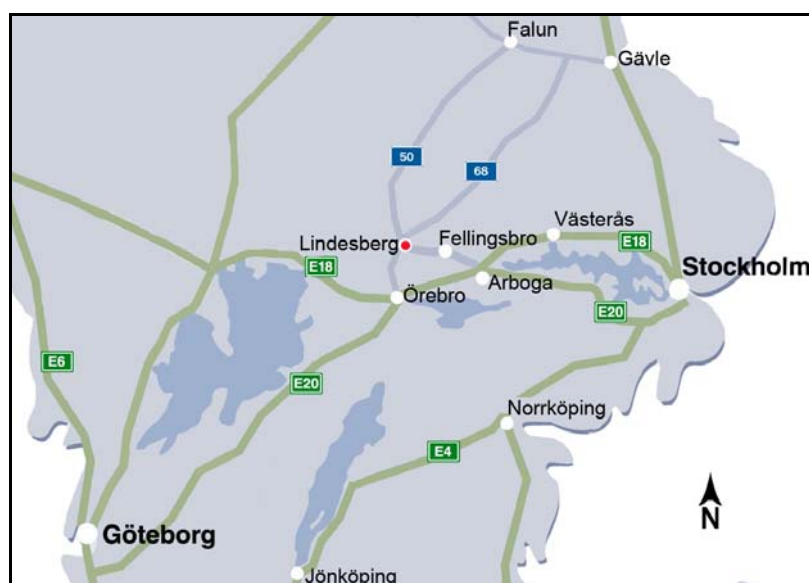 Falun
Gävle
50
68
Västerås
Lindesberg
Fellingsbro
E18
E18
Stockholm
Örebro
Arboga
E20
E6
E20
Norrköping
E4
N
Göteborg
Jönköping